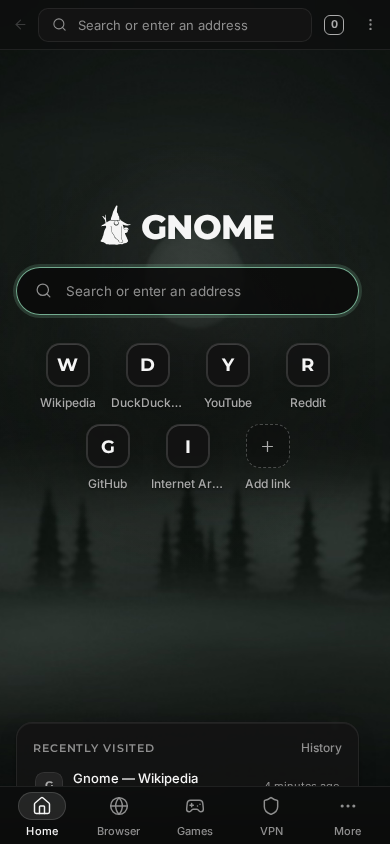 Search or enter an address
0
GNOME
Search or enter an address
W
D
Y
R
Wikipedia
DuckDuck...
YouTube
Reddit
G
I
+
GitHub
Internet Ar...
Add link
RECENTLY VISITED
History
G
Gnome — Wikipedia
4 minutes ago
Home
Browser
Games
VPN
More